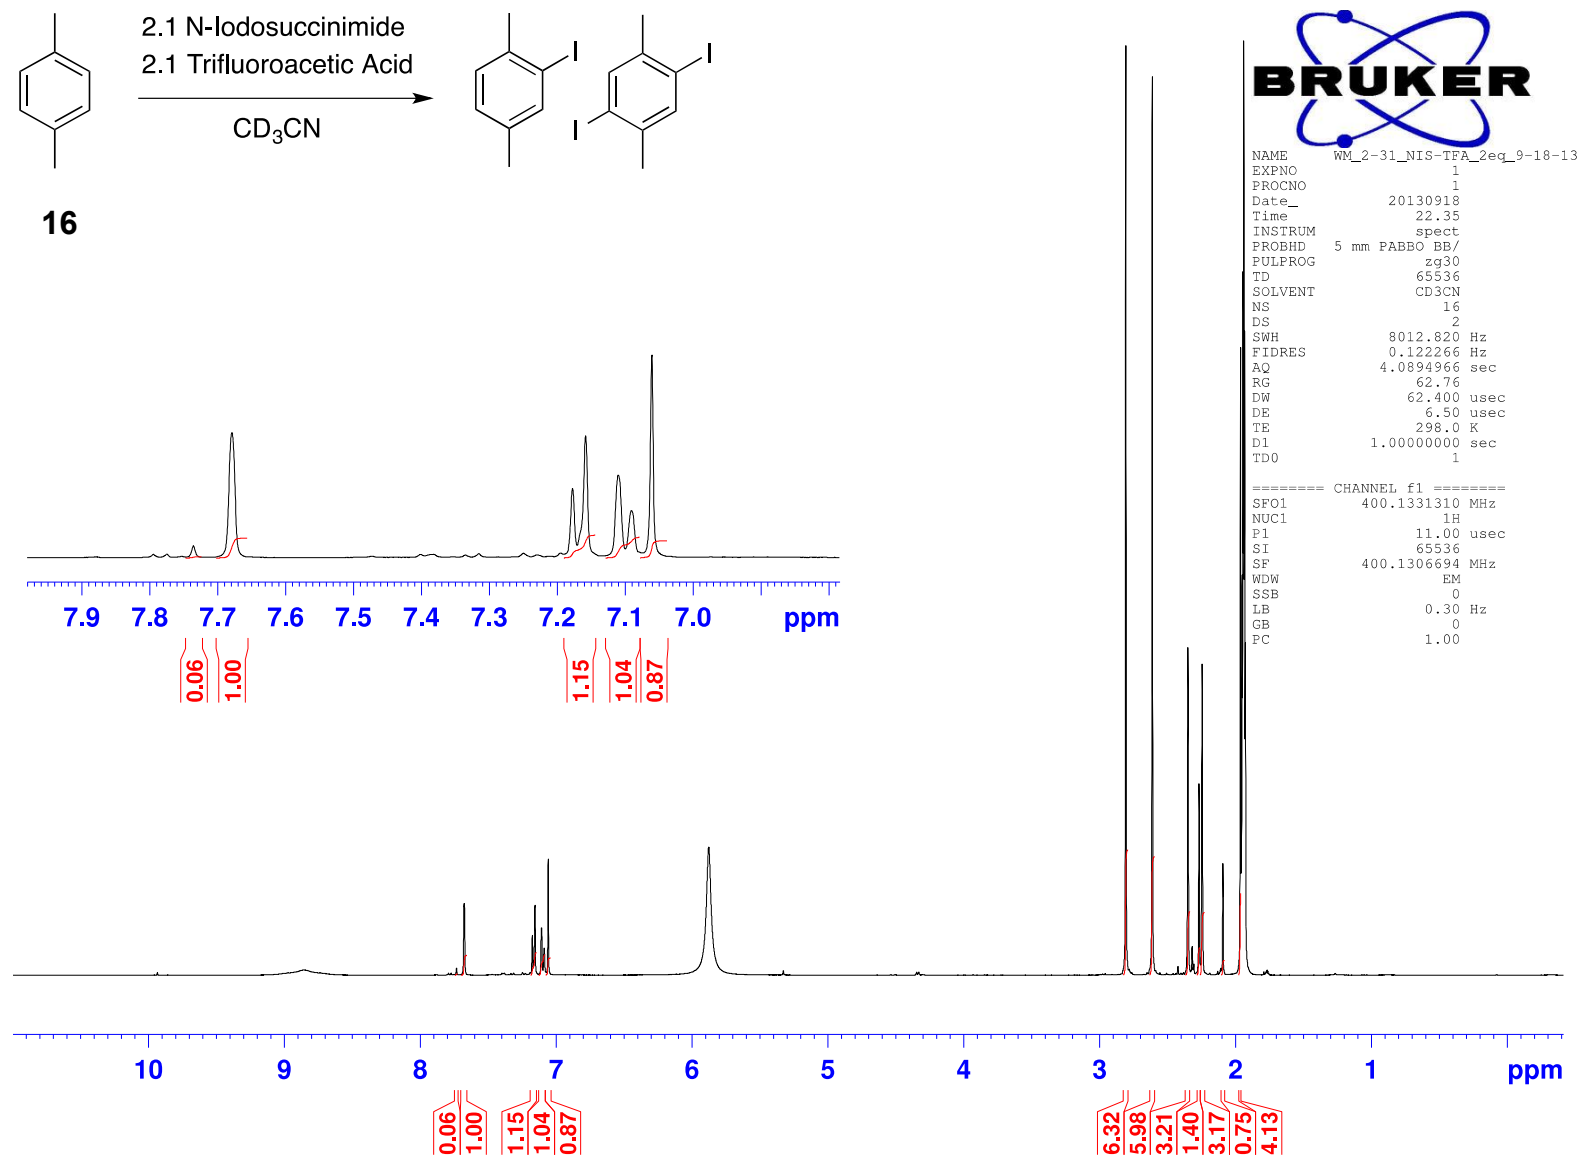 2.1 N-Iodosuccinimide
2.1 Trifluoroacetic Acid
CD3CN
I
I
I
16
BRUKER
NAME WM_2-31_NIS-TFA_2eq_9-18-13
EXPNO 1
PROCNO 1
Date_ 20130918
Time 22.35
INSTRUM spect
PROBHD 5 mm PABBO BB/
PULPROG zg30
TD 65536
SOLVENT CD3CN
NS 16
DS 2
SWH 8012.820 Hz
FIDRES 0.122266 Hz
AQ 4.0894966 sec
RG 62.76
DW 62.400 usec
DE 6.50 usec
TE 298.0 K
D1 1.00000000 sec
TD0 1
======== CHANNEL f1 ========
SFO1 400.1331310 MHz
NUC1 1H
P1 11.00 usec
SI 65536
SF 400.1306694 MHz
WDW EM
SSB 0
LB 0.30 Hz
GB 0
PC 1.00
7.9 7.8 7.7 7.6 7.5 7.4 7.3 7.2 7.1 7.0 ppm
0.06 1.00 1.15 1.04 0.87
10 9 8 7 6 5 4 3 2 1 ppm
0.06 1.00 1.15 1.04 0.87 6.32 5.98 3.21 1.40 3.17 0.75 4.13